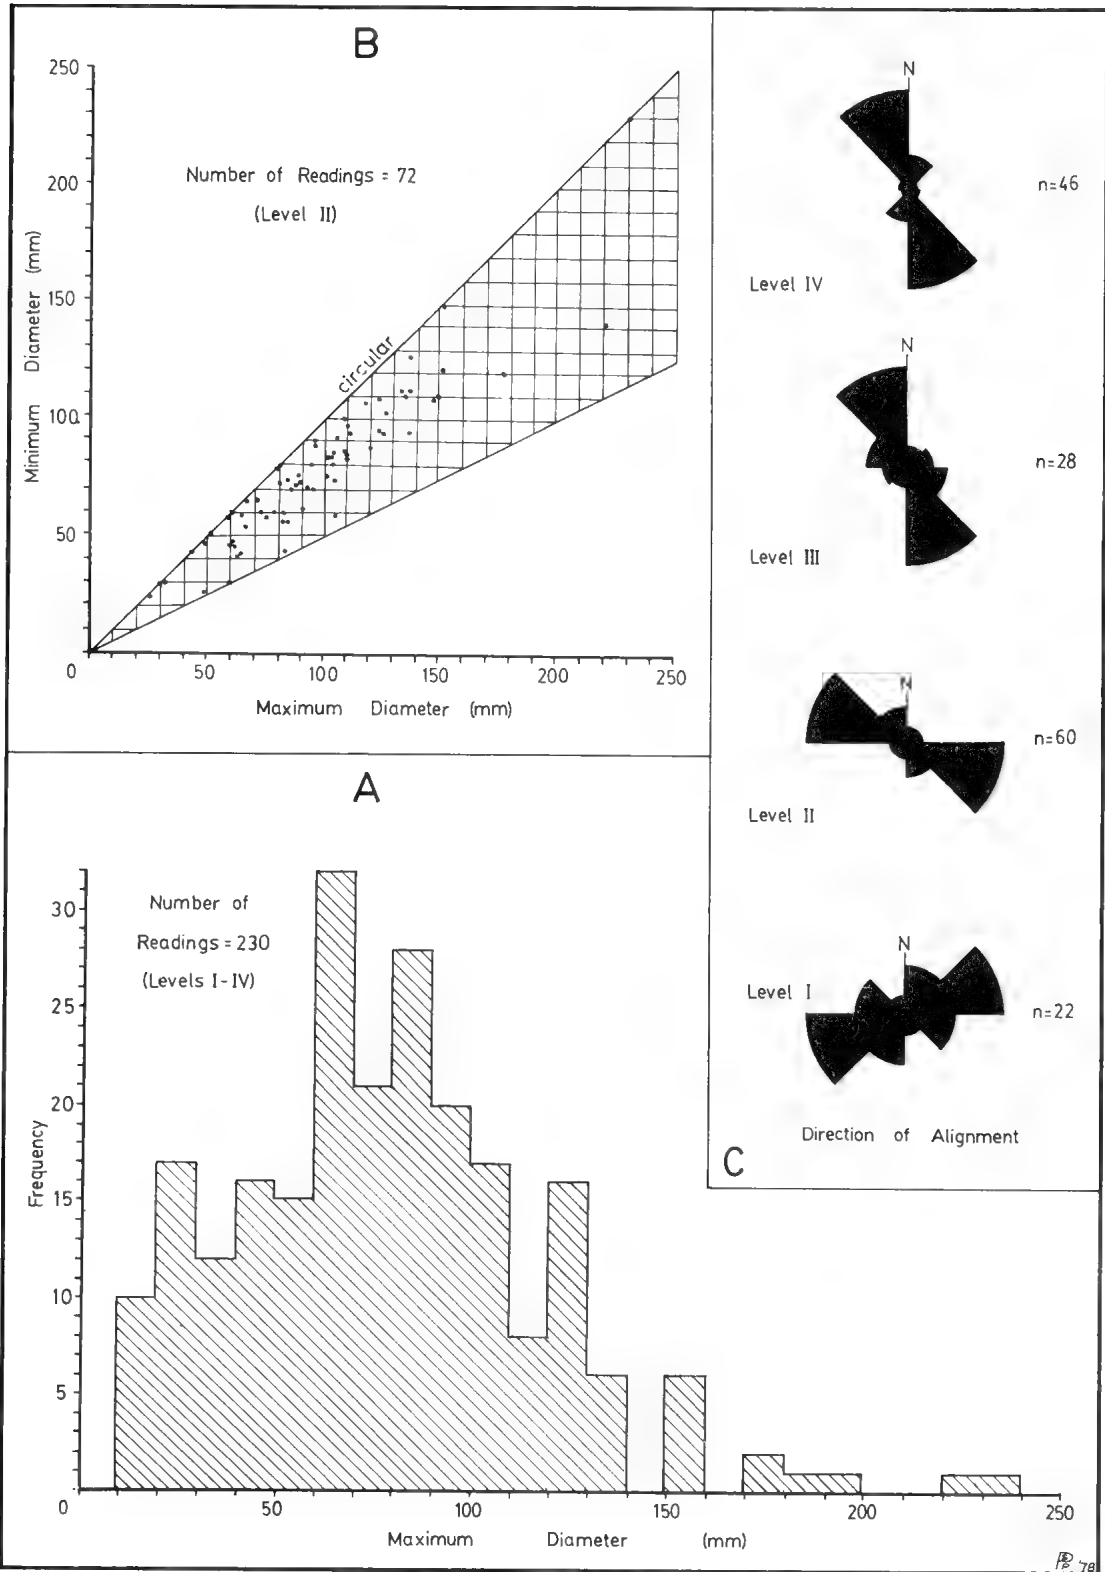 B
250
200
150
100
50
0
Minimum Diameter (mm)
Number of Readings = 72
(Level II)
circular
50
100
150
200
250
Maximum Diameter (mm)
N
n=46
Level IV
N
n=28
Level III
N
n=60
Level II
N
n=22
Level I
Direction of Alignment
C
A
Number of
Readings = 230
(Levels I-IV)
30
25
20
15
10
5
Frequency
0
50
100
150
200
250
Maximum Diameter (mm)
'78